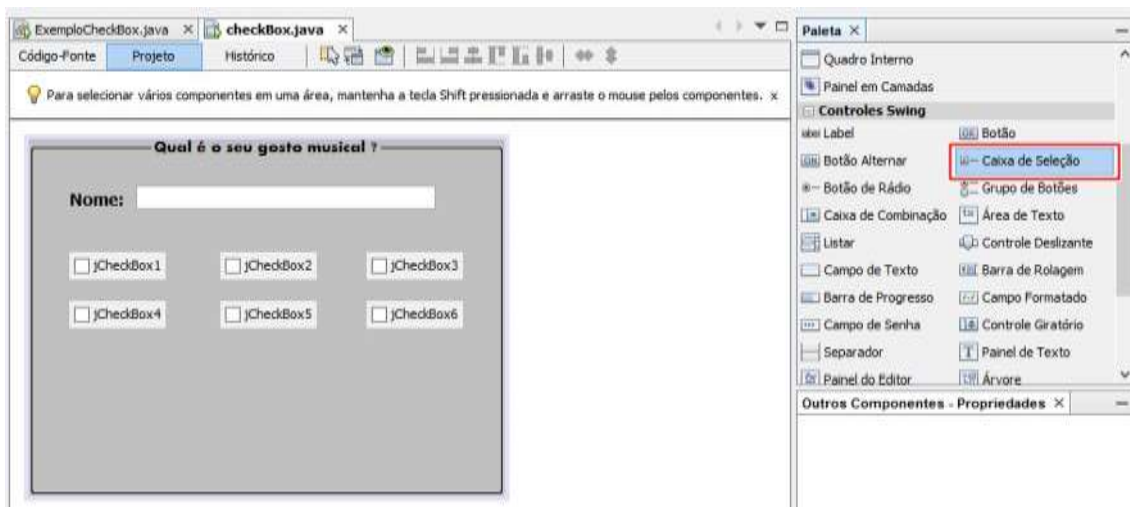 ExemploCheckBox.java
checkBox.java
Código-Fonte Projeto Histórico
Para selecionar vários componentes em uma área, mantenha a tecla Shift pressionada e arraste o mouse pelos componentes.
Qual é o seu gosto musical ?
Nome:
jCheckBox1 jCheckBox2 jCheckBox3
jCheckBox4 jCheckBox5 jCheckBox6
Paleta
Quadro Interno
Painel em Camadas
Controles Swing
label Label OK Botão
Botão Alternar Caixa de Seleção
Botão de Rádio Grupo de Botões
Caixa de Combinação Área de Texto
Listar Controle Deslizante
Campo de Texto Barra de Rolagem
Barra de Progresso Campo Formatado
Campo de Senha Controle Giratório
Separador T Painel de Texto
Painel do Editor Árvore
Outros Componentes - Propriedades